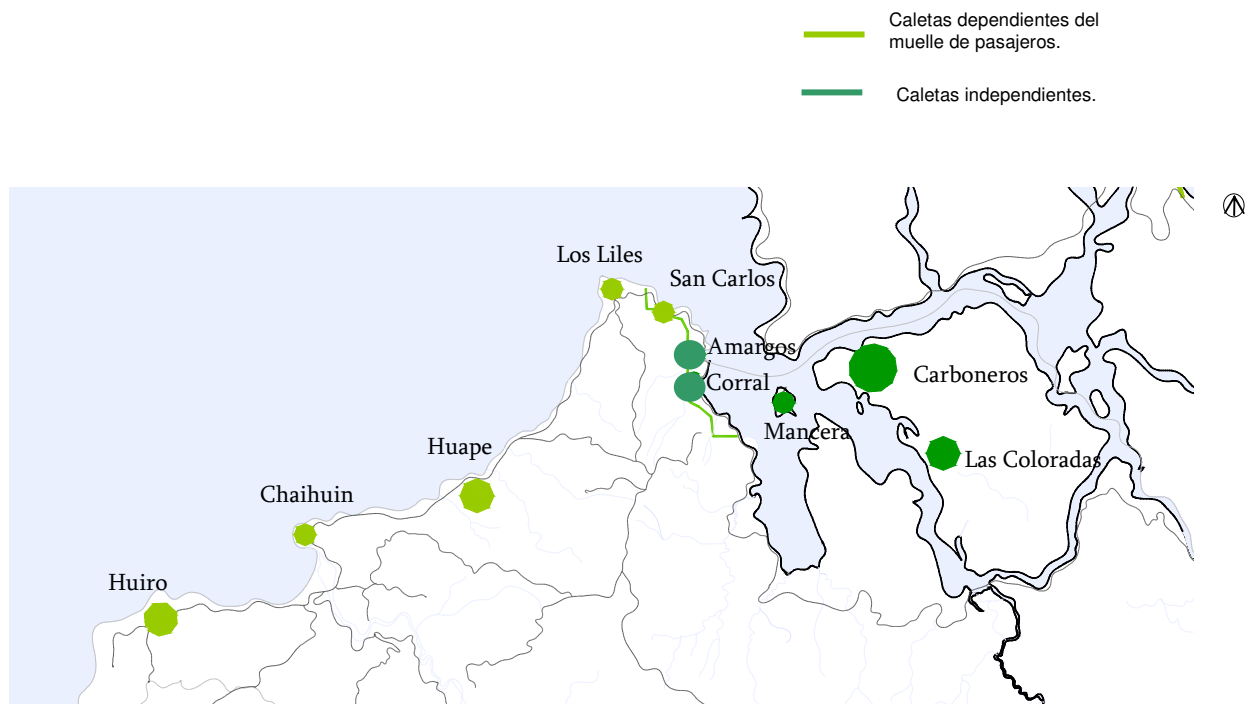 Caletas dependientes del
muelle de pasajeros.
Caletas independientes.
Los Liles
San Carlos
Amargos
Corral
Carboneros
Mancera
Las Coloradas
Huape
Chaihuin
Huiro